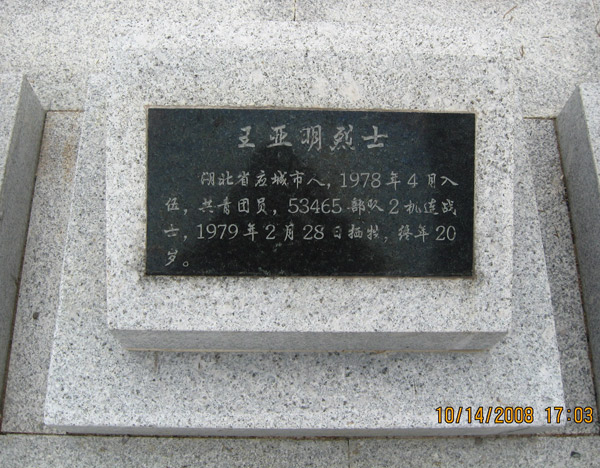 王亚明烈士
湖北省应城市人，1978年4月入
伍，共青团员，53465部队2机连战
士，1979年2月28日牺牲，终年20
岁。
10/14/2008 17:03